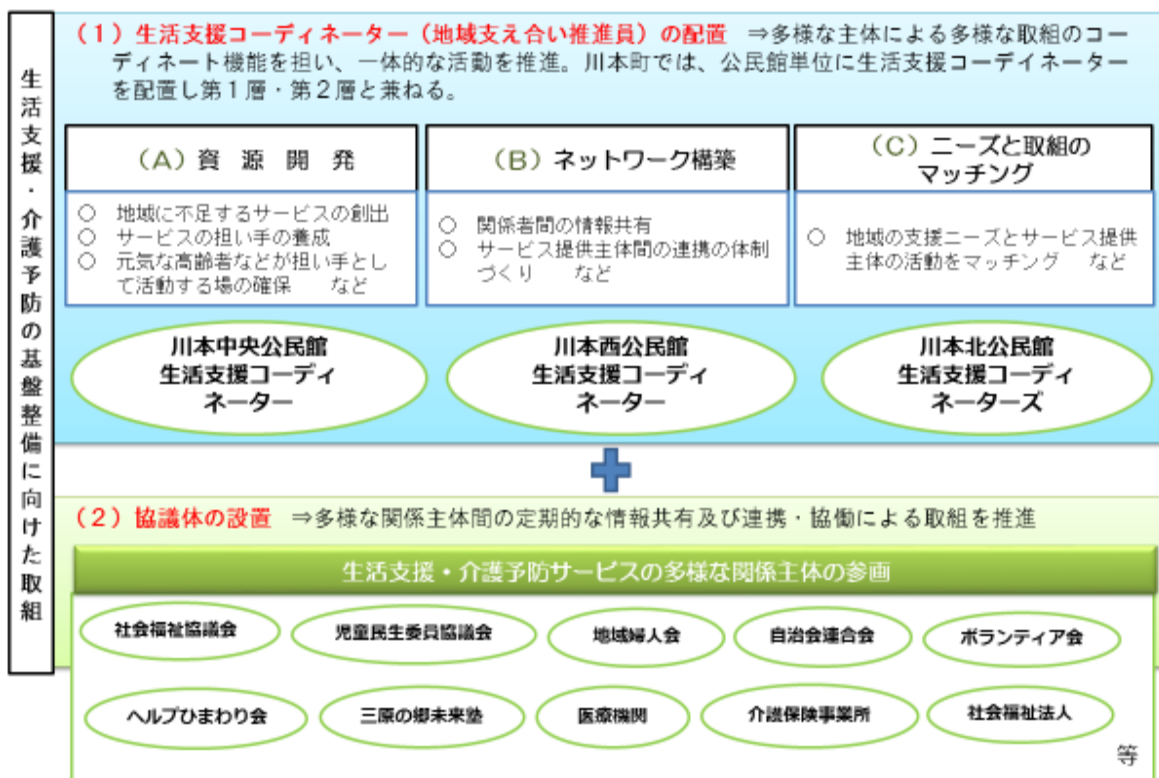 生活支援・介護予防の基盤整備に向けた取組
（１）生活支援コーディネーター（地域支え合い推進員）の配置　⇒多様な主体による多様な取組のコー
ディネート機能を担い、一体的な活動を推進。川本町では、公民館単位に生活支援コーディネーター
を配置し第１層・第２層と兼ねる。
（A）資　源　開　発
○　地域に不足するサービスの創出
○　サービスの担い手の養成
○　元気な高齢者などが担い手とし
て活動する場の確保　　など
（B）ネットワーク構築
○　関係者間の情報共有
○　サービス提供主体間の連携の体制
づくり　　など
（C）ニーズと取組の
マッチング
○　地域の支援ニーズとサービス提供
主体の活動をマッチング　　など
川本中央公民館
生活支援コーディ
ネーター
川本西公民館
生活支援コーディ
ネーター
川本北公民館
生活支援コーディ
ネーターズ
（２）協議体の設置　⇒多様な関係主体間の定期的な情報共有及び連携・協働による取組を推進
生活支援・介護予防サービスの多様な関係主体の参画
社会福祉協議会
児童民生委員協議会
地域婦人会
自治会連合会
ボランティア会
ヘルプひまわり会
三原の郷未来塾
医療機関
介護保険事業所
社会福祉法人
等